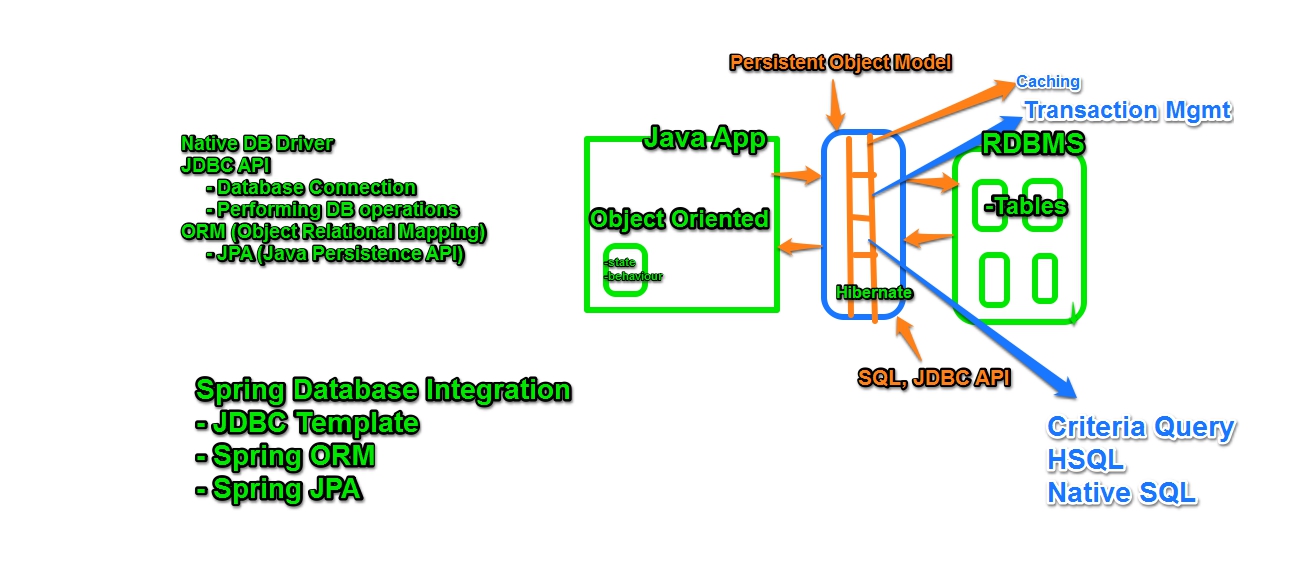 Persistent Object Model
Caching
Transaction Mgmt
Native DB Driver
JDBC API
- Database Connection
- Performing DB operations
ORM (Object Relational Mapping)
- JPA (Java Persistence API)
Java App
Object Oriented
-state
-behaviour
Hibernate
RDBMS
-Tables
SQL, JDBC API
Spring Database Integration
- JDBC Template
- Spring ORM
- Spring JPA
Criteria Query
HSQL
Native SQL